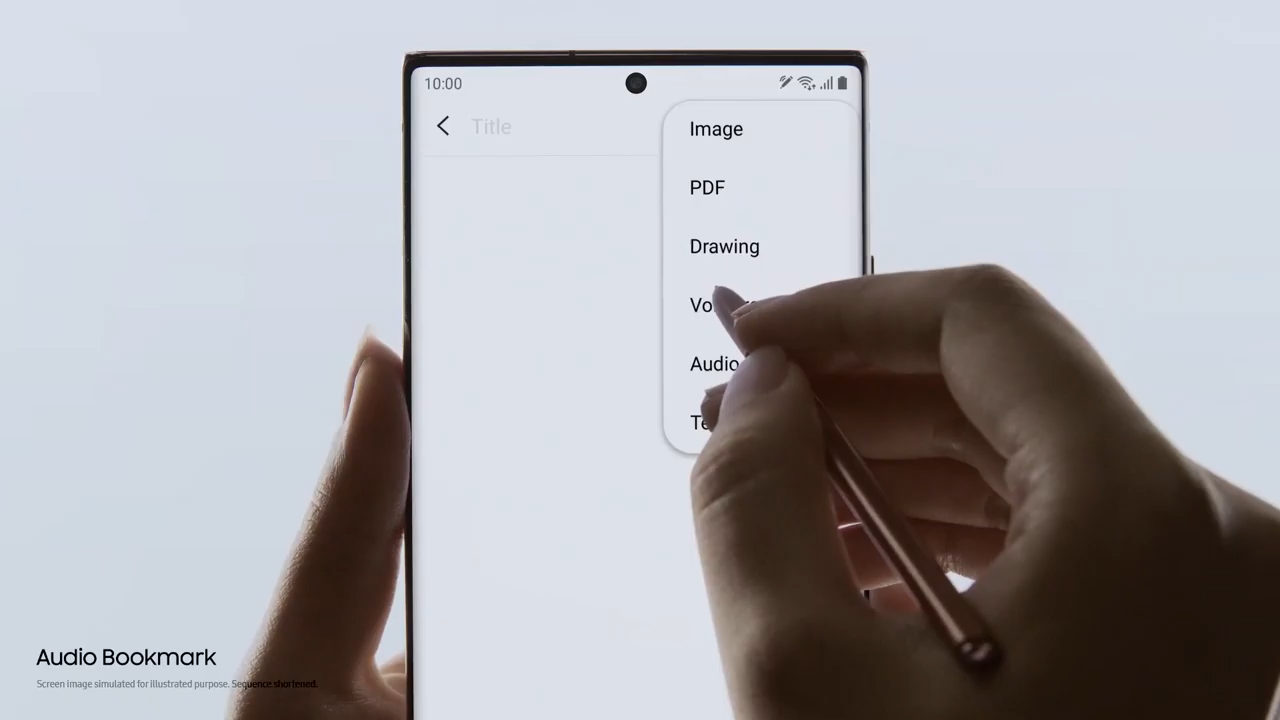 10:00
Title
Image
PDF
Drawing
Audio
Audio Bookmark
Screen image simulated for illustrated purpose. Sequence shortened.